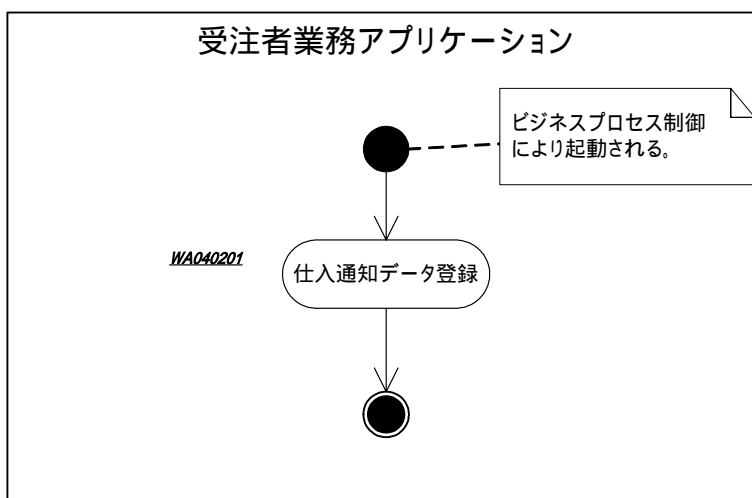 受注者業務アプリケーション
ビジネスプロセス制御
により起動される。
WA040201
仕入通知データ登録